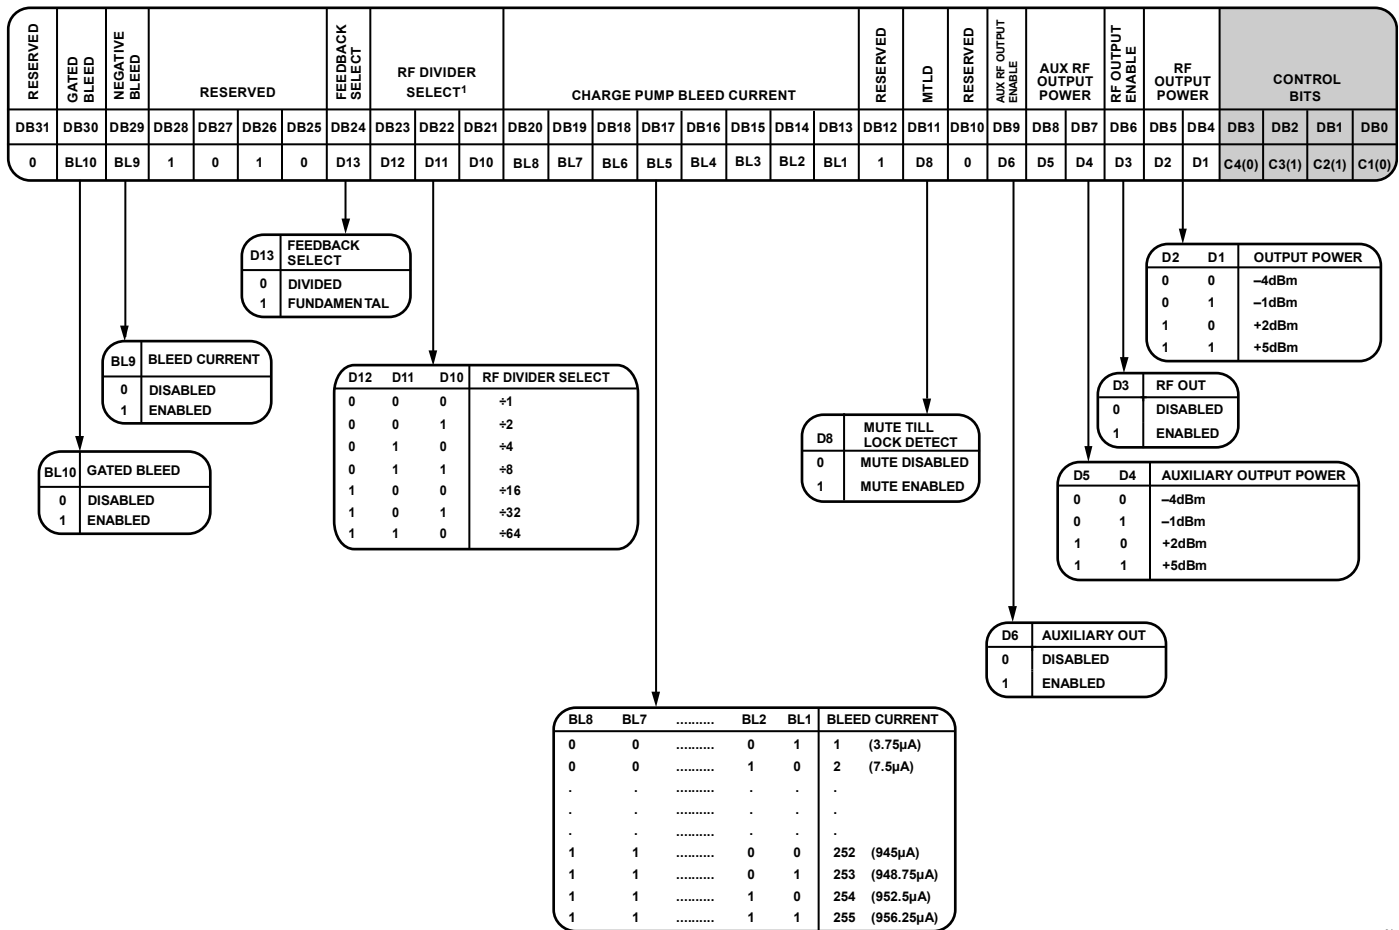 RESERVED
GATED BLEED
NEGATIVE BLEED
RESERVED
FEEDBACK SELECT
RF DIVIDER SELECT1
CHARGE PUMP BLEED CURRENT
RESERVED
MTLD
RESERVED
AUX RF OUTPUT ENABLE
AUX RF OUTPUT POWER
RF OUTPUT ENABLE
RF OUTPUT POWER
CONTROL BITS
DB31 DB30 DB29 DB28 DB27 DB26 DB25 DB24 DB23 DB22 DB21 DB20 DB19 DB18 DB17 DB16 DB15 DB14 DB13 DB12 DB11 DB10 DB9 DB8 DB7 DB6 DB5 DB4 DB3 DB2 DB1 DB0
0 BL10 BL9 1 0 1 0 D13 D12 D11 D10 BL8 BL7 BL6 BL5 BL4 BL3 BL2 BL1 1 D8 0 D6 D5 D4 D3 D2 D1 C4(0) C3(1) C2(1) C1(0)
D13 FEEDBACK SELECT
0 DIVIDED
1 FUNDAMENTAL
D2 D1 OUTPUT POWER
0 0 –4dBm
0 1 –1dBm
1 0 +2dBm
1 1 +5dBm
BL9 BLEED CURRENT
0 DISABLED
1 ENABLED
D12 D11 D10 RF DIVIDER SELECT
0 0 0 ÷1
0 0 1 ÷2
0 1 0 ÷4
0 1 1 ÷8
1 0 0 ÷16
1 0 1 ÷32
1 1 0 ÷64
D3 RF OUT
0 DISABLED
1 ENABLED
D8 MUTE TILL LOCK DETECT
0 MUTE DISABLED
1 MUTE ENABLED
BL10 GATED BLEED
0 DISABLED
1 ENABLED
D5 D4 AUXILIARY OUTPUT POWER
0 0 –4dBm
0 1 –1dBm
1 0 +2dBm
1 1 +5dBm
D6 AUXILIARY OUT
0 DISABLED
1 ENABLED
BL8 BL7 .......... BL2 BL1 BLEED CURRENT
0 0 .......... 0 1 1 (3.75µA)
0 0 .......... 1 0 2 (7.5µA)
. . .......... . . .
. . .......... . . .
. . .......... . . .
1 1 .......... 0 0 252 (945µA)
1 1 .......... 0 1 253 (948.75µA)
1 1 .......... 1 0 254 (952.5µA)
1 1 .......... 1 1 255 (956.25µA)